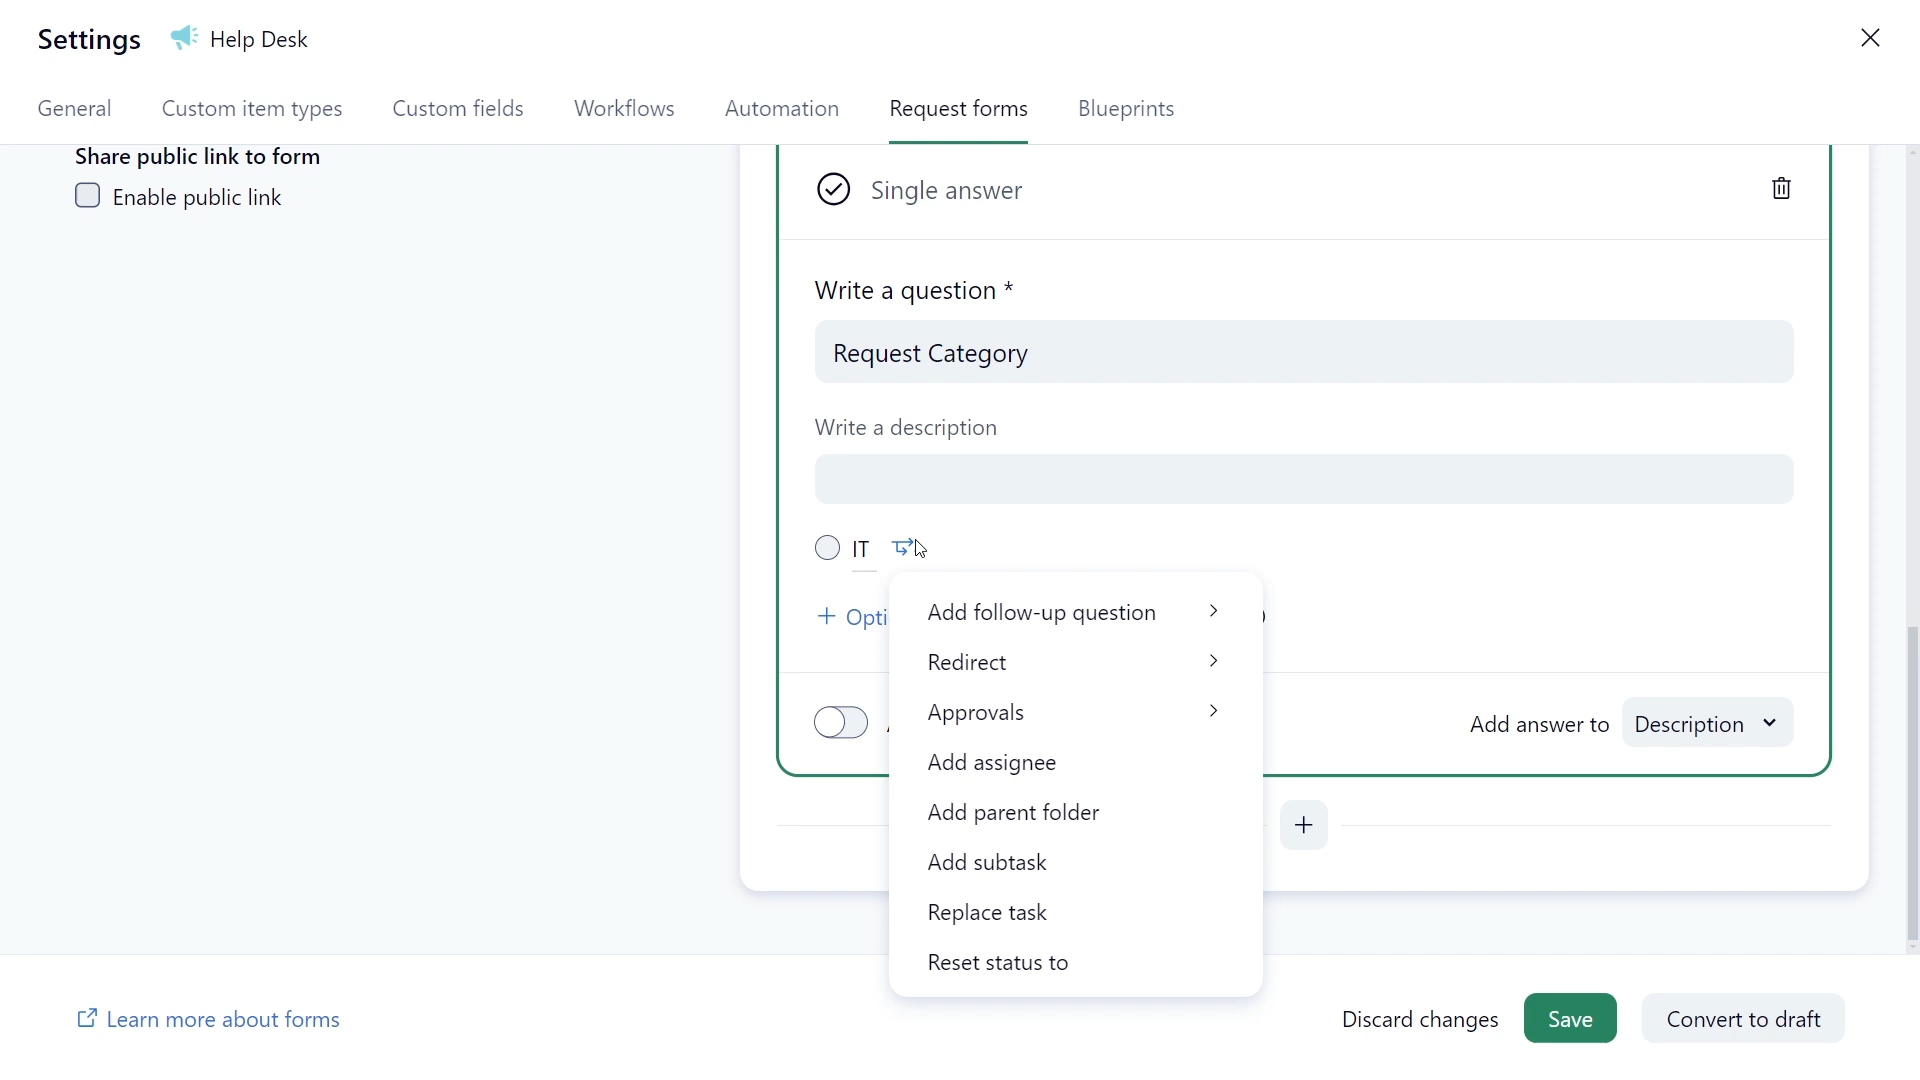 Settings Help Desk
General Custom item types Custom fields Workflows Automation Request forms Blueprints
Share public link to form
Enable public link
Single answer
Write a question *
Request Category
Write a description
IT
+ Opti
Add follow-up question
Redirect
Approvals
Add assignee
Add parent folder
Add subtask
Replace task
Reset status to
Add answer to Description
Learn more about forms
Discard changes Save Convert to draft